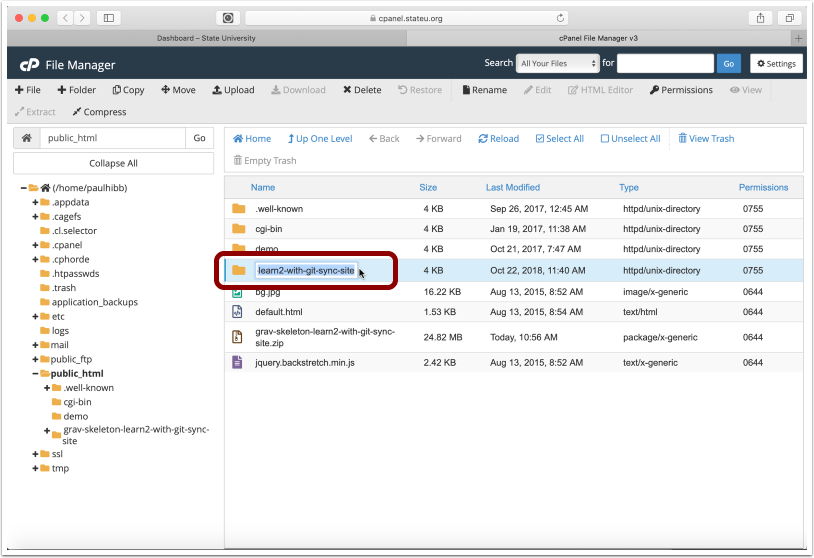 cpanel.stateu.org
Dashboard – State University
cPanel File Manager v3
cP File Manager
Search All Your Files for Go Settings
File Folder Copy Move Upload Download Delete Restore Rename Edit HTML Editor Permissions View
Extract Compress
public_html Go
Collapse All
Home Up One Level Back Forward Reload Select All Unselect All View Trash
Empty Trash
(/home/paulhibb)
.appdata
.cagefs
.cl.selector
.cpanel
.cphorde
.htpasswds
.trash
application_backups
etc
logs
mail
public_ftp
public_html
.well-known
cgi-bin
demo
grav-skeleton-learn2-with-git-sync-
site
ssl
tmp
Name Size Last Modified Type Permissions
.well-known 4 KB Sep 26, 2017, 12:45 AM httpd/unix-directory 0755
cgi-bin 4 KB Jan 19, 2017, 11:38 AM httpd/unix-directory 0755
demo 4 KB Oct 21, 2017, 7:47 AM httpd/unix-directory 0755
learn2-with-git-sync-site 4 KB Oct 22, 2018, 11:40 AM httpd/unix-directory 0755
bg.jpg 16.22 KB Aug 13, 2015, 8:52 AM image/x-generic 0644
default.html 1.53 KB Aug 13, 2015, 8:54 AM text/html 0644
grav-skeleton-learn2-with-git-sync-
site.zip 24.82 MB Today, 10:56 AM package/x-generic 0644
jquery.backstretch.min.js 2.42 KB Aug 13, 2015, 8:52 AM text/x-generic 0644